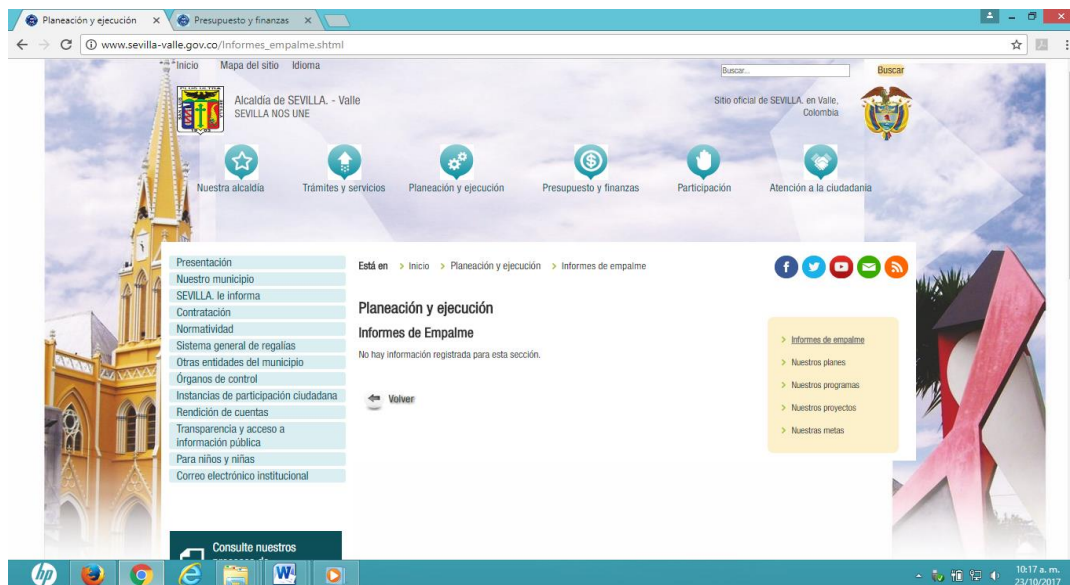 Planeación y ejecución
Presupuesto y finanzas
www.sevilla-valle.gov.co/Informes_empalme.shtml
Inicio Mapa del sitio Idioma
Buscar... Buscar
Alcaldía de SEVILLA. - Valle
SEVILLA NOS UNE
Sitio oficial de SEVILLA. en Valle,
Colombia
Nuestra alcaldía Trámites y servicios Planeación y ejecución Presupuesto y finanzas Participación Atención a la ciudadania
Presentación
Nuestro municipio
SEVILLA. le informa
Contratación
Normatividad
Sistema general de regalías
Otras entidades del municipio
Órganos de control
Instancias de participación ciudadana
Rendición de cuentas
Transparencia y acceso a
información pública
Para niños y niñas
Correo electrónico institucional
Consulte nuestros
Está en > Inicio > Planeación y ejecución > Informes de empalme
Planeación y ejecución
Informes de Empalme
No hay información registrada para esta sección.
Volver
> Informes de empalme
> Nuestros planes
> Nuestros programas
> Nuestros proyectos
> Nuestras metas
hp
10:17 a. m.
23/10/2017